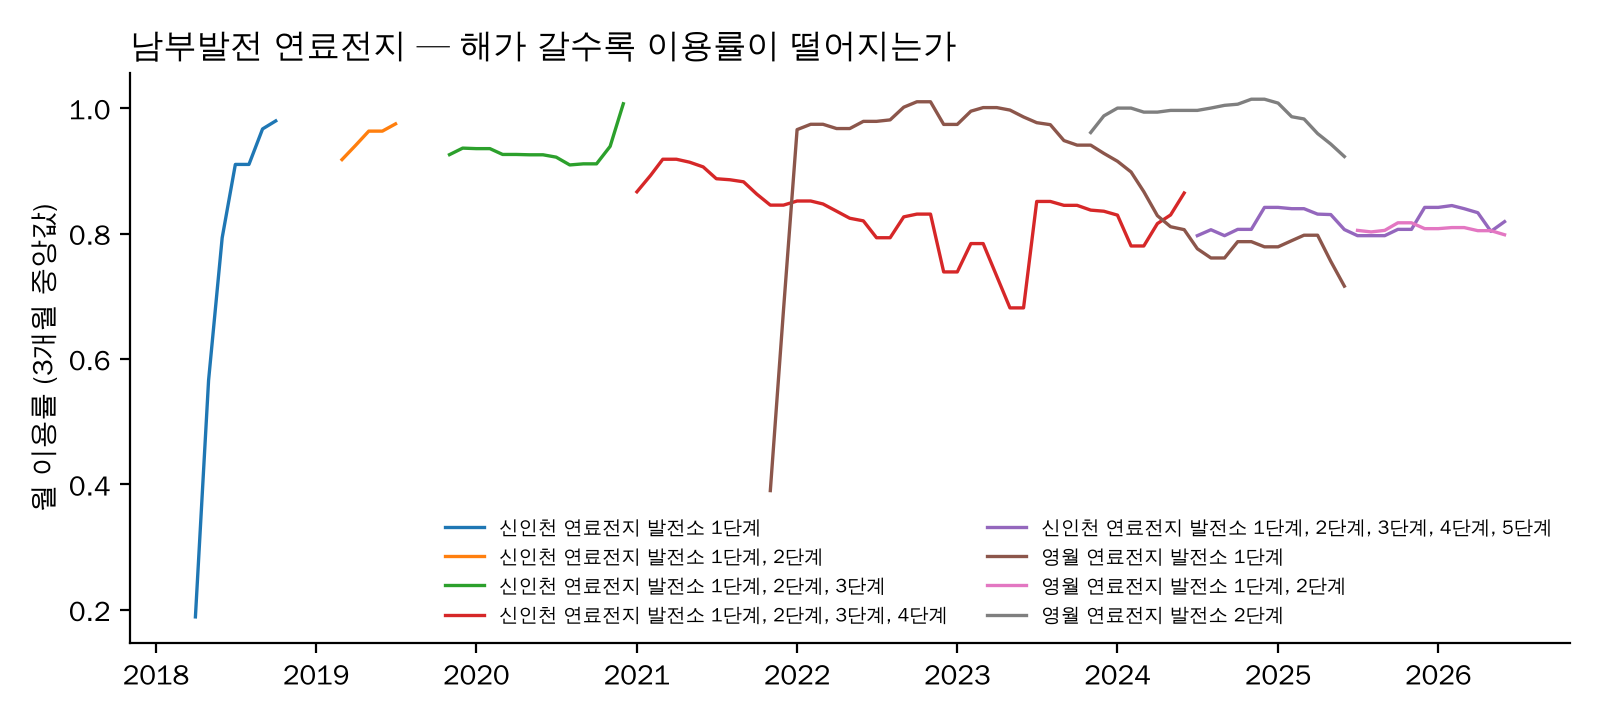 남부발전 연료전지 — 해가 갈수록 이용률이 떨어지는가
월 이용률 (3개월 중앙값)
1.0
0.8
0.6
0.4
0.2
신인천 연료전지 발전소 1단계
신인천 연료전지 발전소 1단계, 2단계
신인천 연료전지 발전소 1단계, 2단계, 3단계
신인천 연료전지 발전소 1단계, 2단계, 3단계, 4단계
신인천 연료전지 발전소 1단계, 2단계, 3단계, 4단계, 5단계
영월 연료전지 발전소 1단계
영월 연료전지 발전소 1단계, 2단계
영월 연료전지 발전소 2단계
2018 2019 2020 2021 2022 2023 2024 2025 2026